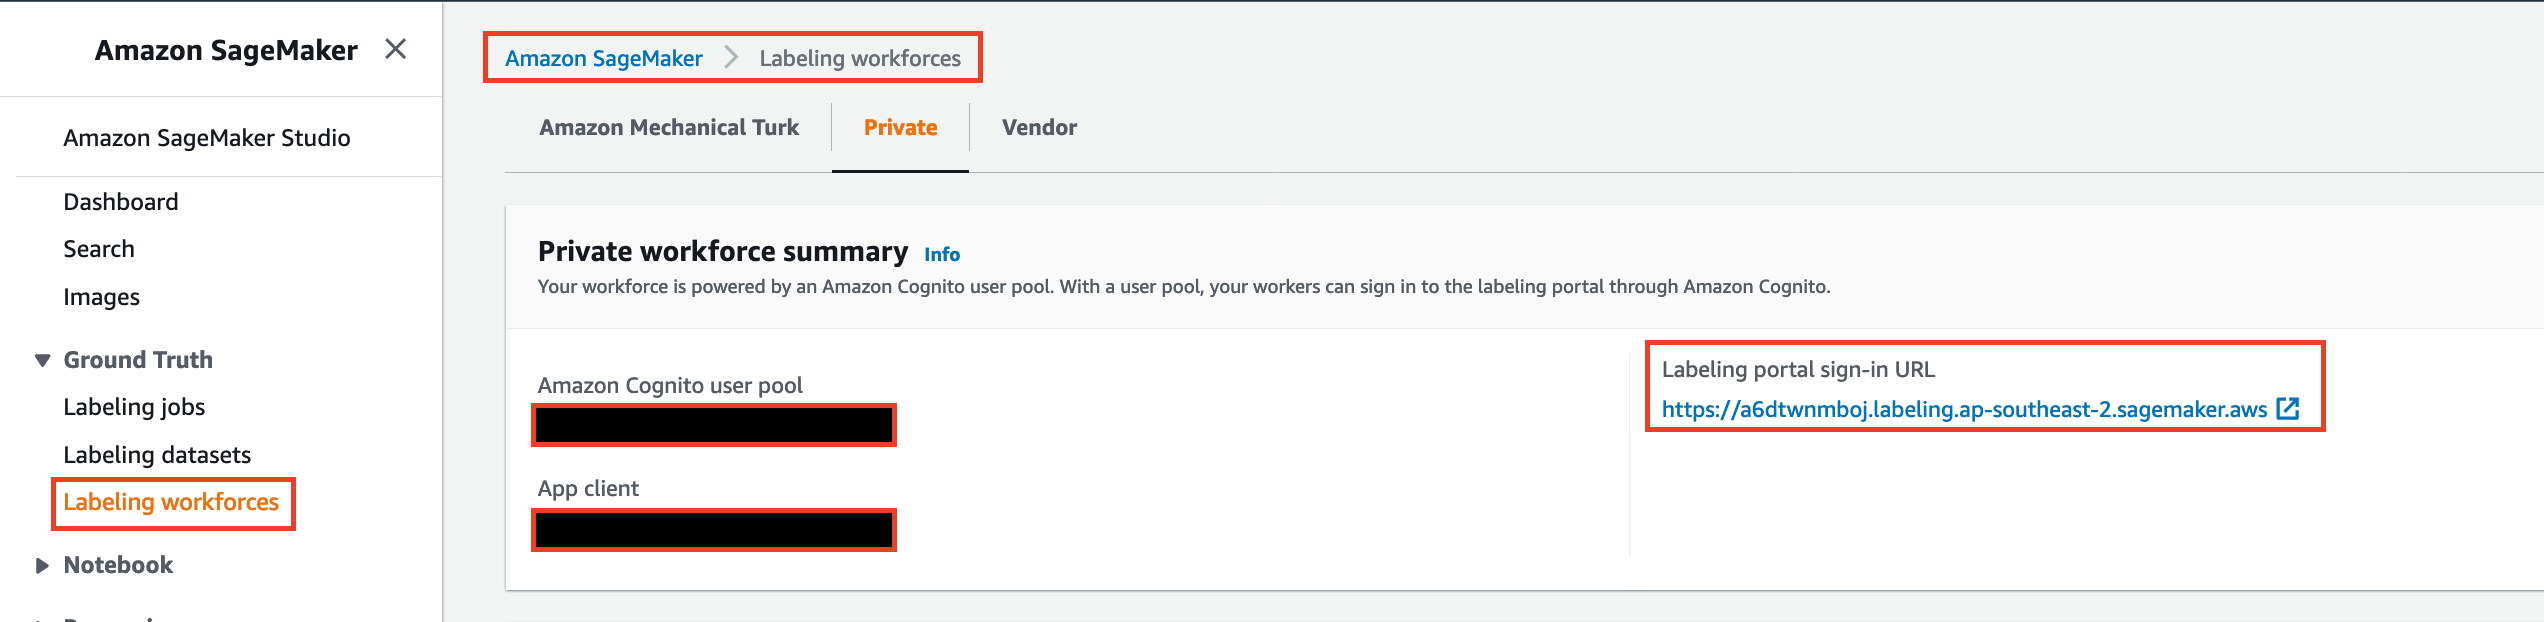 Amazon SageMaker
Amazon SageMaker Studio
Dashboard
Search
Images
Ground Truth
Labeling jobs
Labeling datasets
Labeling workforces
Notebook
Amazon SageMaker > Labeling workforces
Amazon Mechanical Turk Private Vendor
Private workforce summary Info
Your workforce is powered by an Amazon Cognito user pool. With a user pool, your workers can sign in to the labeling portal through Amazon Cognito.
Amazon Cognito user pool
App client
Labeling portal sign-in URL
https://a6dtwnmboj.labeling.ap-southeast-2.sagemaker.aws